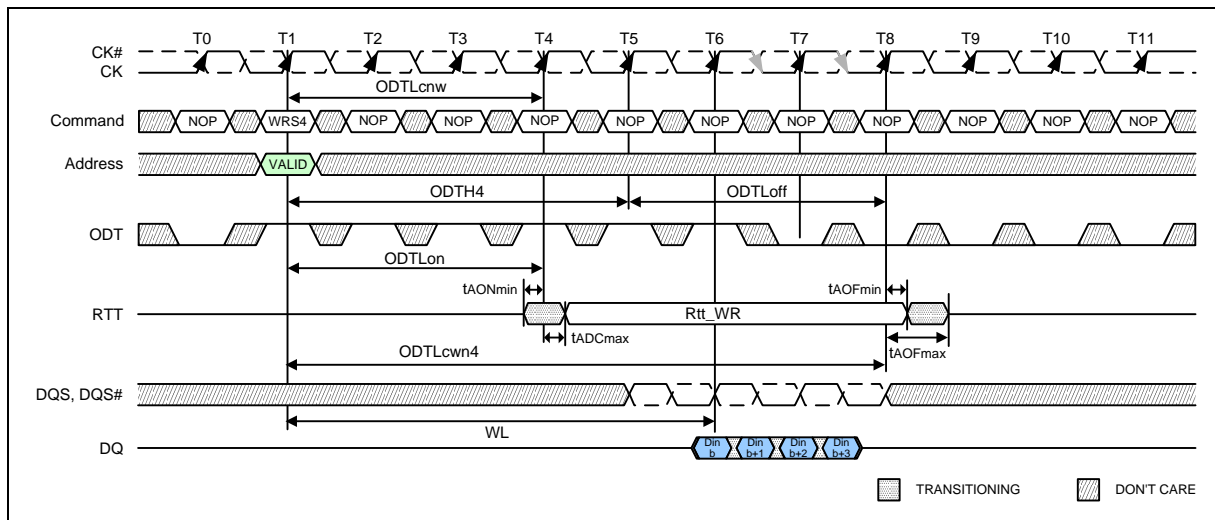 T0 T1 T2 T3 T4 T5 T6 T7 T8 T9 T10 T11
CK#
CK
ODTLcnw
Command NOP WRS4 NOP NOP NOP NOP NOP NOP NOP NOP NOP NOP
Address VALID
ODTH4 ODTLoff
ODT
ODTLon
tAONmin tAOFmin
RTT Rtt_WR
tADCmax tAOFmax
ODTLcwn4
DQS, DQS#
WL
DQ Din b Din b+1 Din b+2 Din b+3
TRANSITIONING DON'T CARE